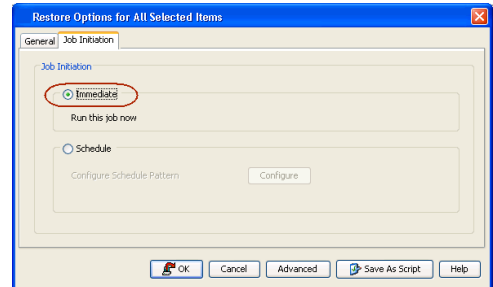 Restore Options for All Selected Items
General Job Initiation
Job Initiation
Immediate
Run this job now
Schedule
Configure Schedule Pattern Configure
OK Cancel Advanced Save As Script Help